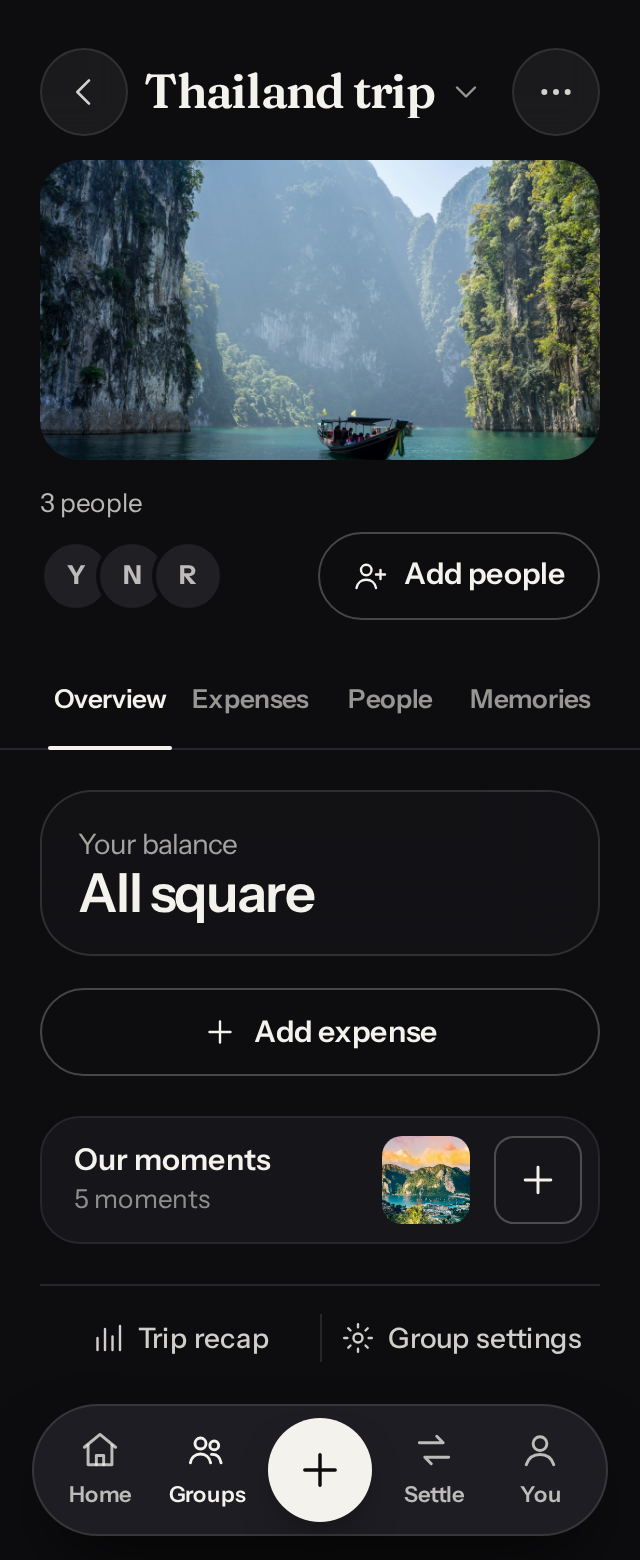 Thailand trip
3 people
Y N R
Add people
Overview Expenses People Memories
Your balance
All square
Add expense
Our moments
5 moments
Trip recap Group settings
Home Groups Settle You